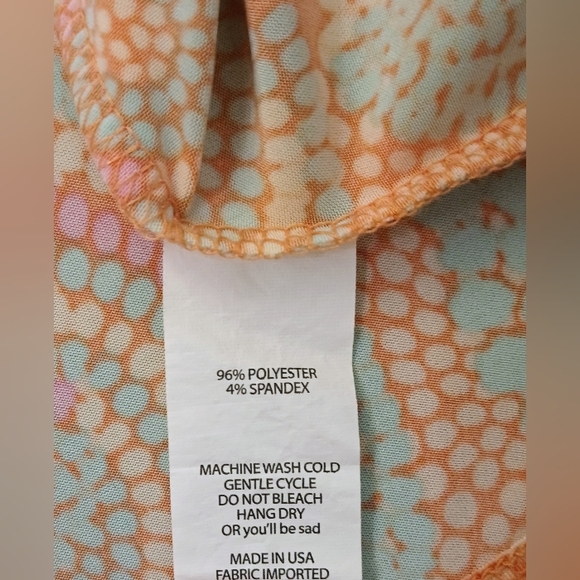 96% POLYESTER
4% SPANDEX
MACHINE WASH COLD
GENTLE CYCLE
DO NOT BLEACH
HANG DRY
OR you'll be sad
MADE IN USA
FABRIC IMPORTED